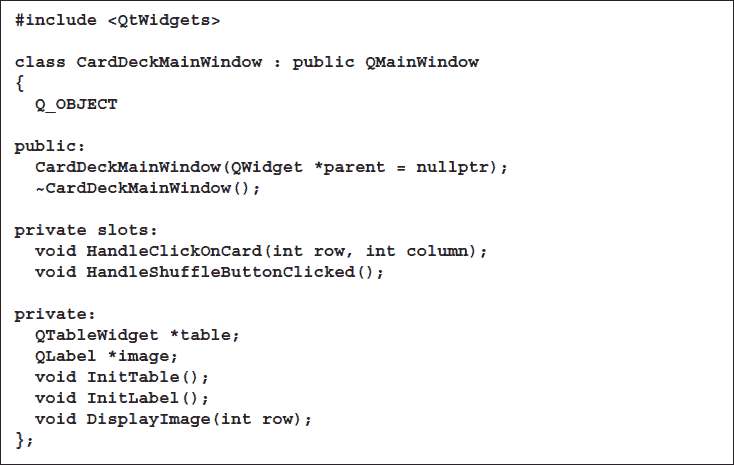 #include <QtWidgets>
class CardDeckMainWindow : public QMainWindow
{
Q_OBJECT
public:
CardDeckMainWindow(QWidget *parent = nullptr);
~CardDeckMainWindow();
private slots:
void HandleClickOnCard(int row, int column);
void HandleShuffleButtonClicked();
private:
QTableWidget *table;
QLabel *image;
void InitTable();
void InitLabel();
void DisplayImage(int row);
};